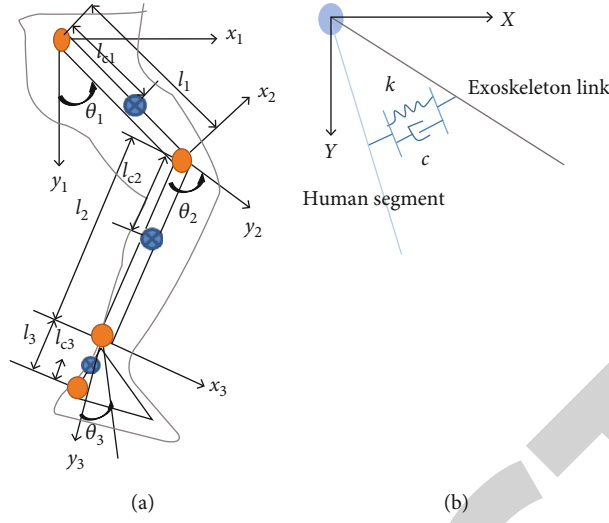 x1
lc1
l1
x2
θ1
y1
lc2
l2
θ2
y2
l3
lc3
x3
θ3
y3
(a)
X
k
Exoskeleton link
Y
c
Human segment
(b)